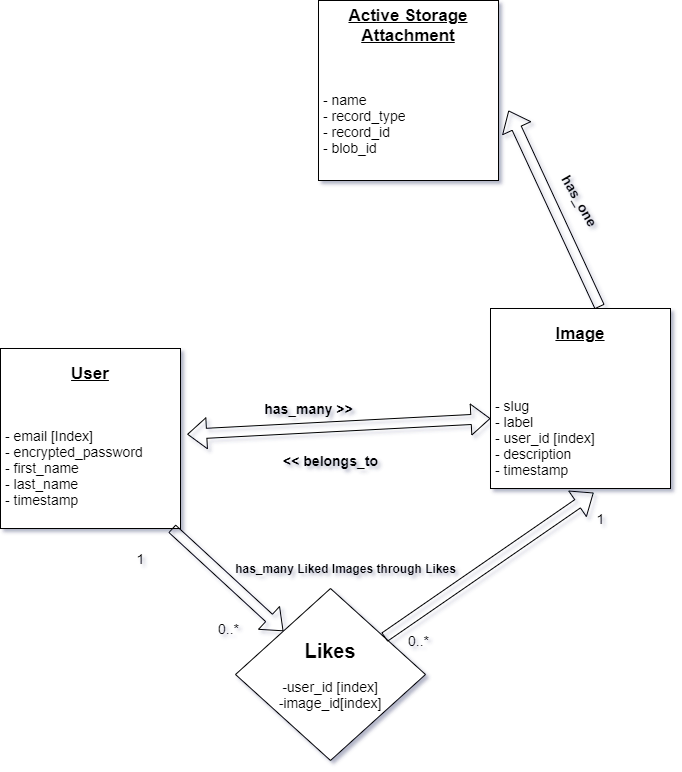 Active Storage
Attachment
- name
- record_type
- record_id
- blob_id
has_one
Image
- slug
- label
- user_id [index]
- description
- timestamp
User
- email [Index]
- encrypted_password
- first_name
- last_name
- timestamp
has_many >>
<< belongs_to
1
1
has_many Liked Images through Likes
0..*
0..*
Likes
-user_id [index]
-image_id[index]